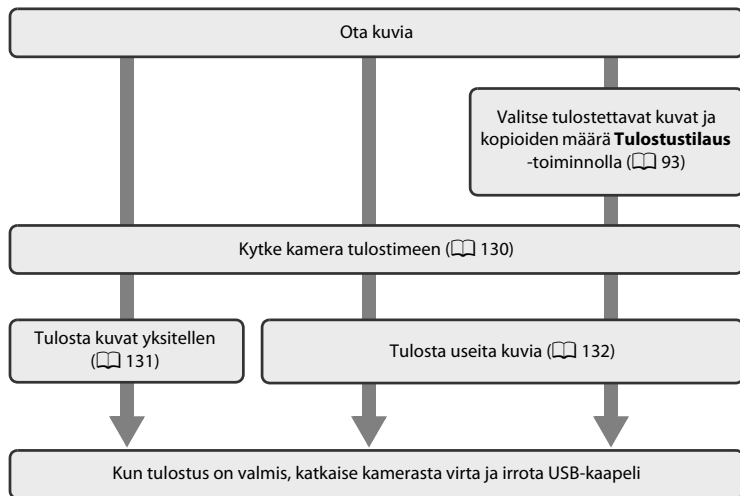 Ota kuvia
Valitse tulostettavat kuvat ja
kopioiden määrä Tulostustilaus
-toiminnolla (📖 93)
Kytke kamera tulostimeen (📖 130)
Tulosta kuvat yksitellen
(📖 131)
Tulosta useita kuvia (📖 132)
Kun tulostus on valmis, katkaise kamerasta virta ja irrota USB-kaapeli